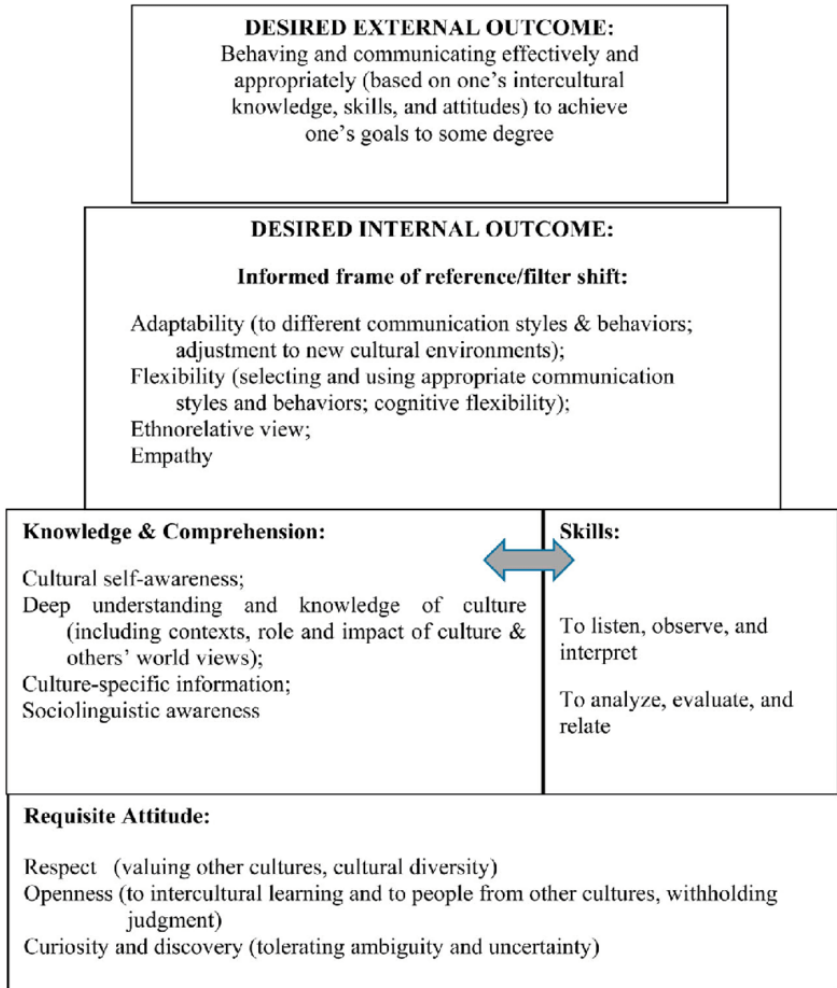 DESIRED EXTERNAL OUTCOME:
Behaving and communicating effectively and
appropriately (based on one's intercultural
knowledge, skills, and attitudes) to achieve
one's goals to some degree
DESIRED INTERNAL OUTCOME:
Informed frame of reference/filter shift:
Adaptability (to different communication styles & behaviors;
adjustment to new cultural environments);
Flexibility (selecting and using appropriate communication
styles and behaviors; cognitive flexibility);
Ethnorelative view;
Empathy
Knowledge & Comprehension:
Cultural self-awareness;
Deep understanding and knowledge of culture
(including contexts, role and impact of culture &
others' world views);
Culture-specific information;
Sociolinguistic awareness
Skills:
To listen, observe, and
interpret
To analyze, evaluate, and
relate
Requisite Attitude:
Respect (valuing other cultures, cultural diversity)
Openness (to intercultural learning and to people from other cultures, withholding
judgment)
Curiosity and discovery (tolerating ambiguity and uncertainty)